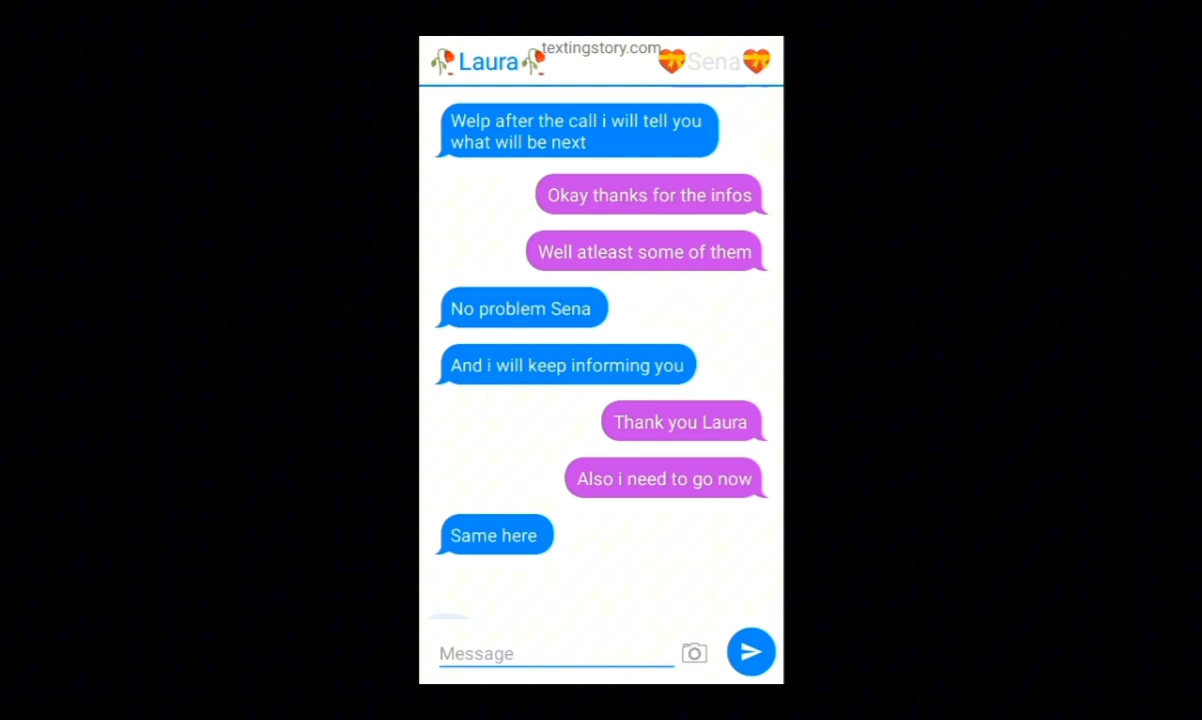 🥀Laura🥀
textingstory.com
💝Sena💝
Welp after the call i will tell you
what will be next
Okay thanks for the infos
Well atleast some of them
No problem Sena
And i will keep informing you
Thank you Laura
Also i need to go now
Same here
Message